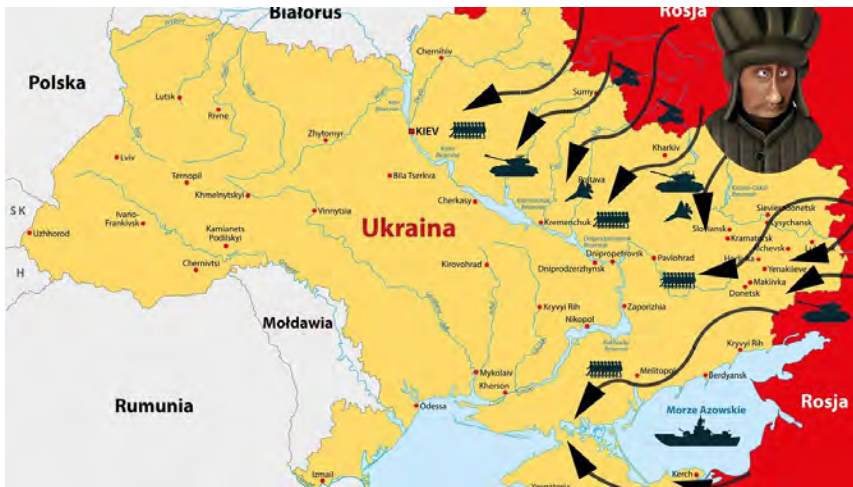 Białorus
Rosja
Polska
Chernihiv
Lutsk
Rivne
Sumy
Zhytomyr
KIEV
Kharkiv
Lviv
Ternopil
Khmelnytskyi
Bila Tserkva
Poltava
S K
Ivano-
Frankivsk
Vinnytsia
Cherkasy
Sievierodonetsk
Lysychansk
Uzhhorod
Kamianets
Podilskyi
Ukraina
Kremenchuk
Sloviansk
Kramatorsk
H
Chernivtsi
Kirovohrad
Dnipropetrovsk
Dniprodzerzhynsk
Pavlohrad
Horlivka
Yenakiieve
Makiivka
Donetsk
Mołdawia
Kryvyi Rih
Nikopol
Zaporizhia
Kryvyi Rih
Mykolaiv
Kherson
Melitopol
Berdyansk
Rumunia
Odessa
Morze Azowskie
Rosja
Izmail
Kerch